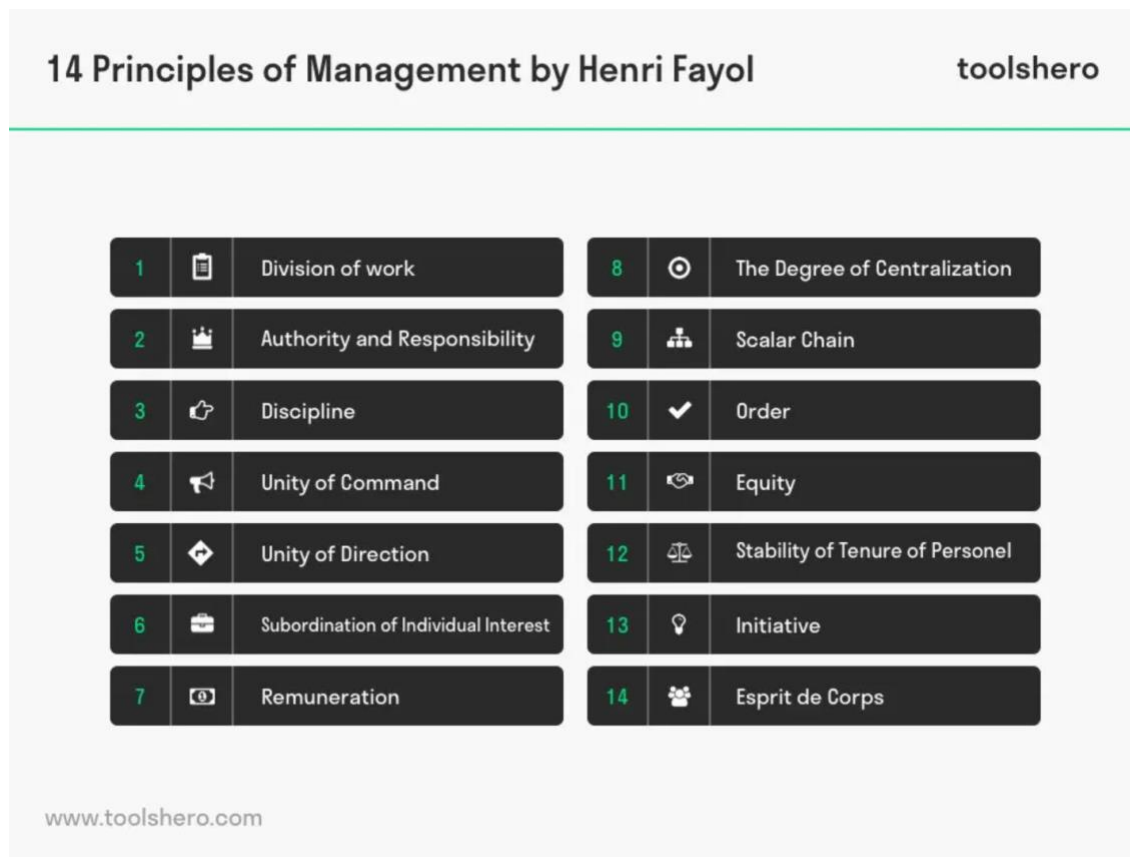 14 Principles of Management by Henri Fayol
toolshero
1 Division of work
2 Authority and Responsibility
3 Discipline
4 Unity of Command
5 Unity of Direction
6 Subordination of Individual Interest
7 Remuneration
8 The Degree of Centralization
9 Scalar Chain
10 Order
11 Equity
12 Stability of Tenure of Personel
13 Initiative
14 Esprit de Corps
www.toolshero.com